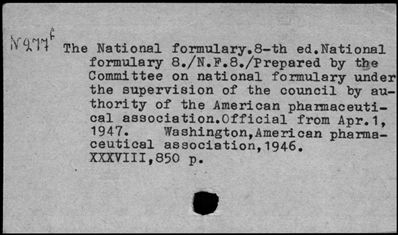 N277f The National formulary.8-th ed.National
formulary 8./N.F.8./Prepared by the
Committee on national formulary under
the supervision of the council by au-
thority of the American pharmaceuti-
cal association.Official from Apr.1,
1947. Washington,American pharma-
ceutical association,1946.
XXXVIII,850 p.